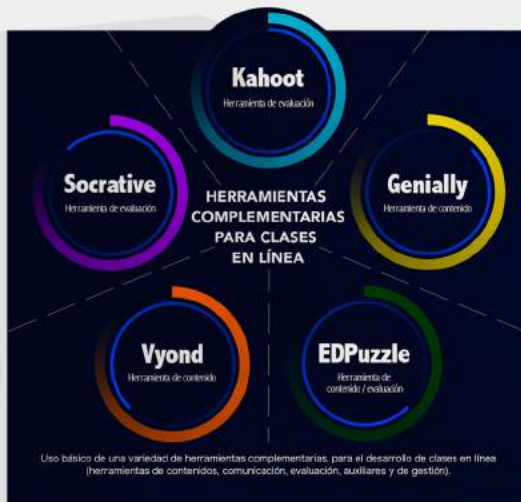 Kahoot
Herramienta de evaluación
Socrative
Herramienta de evaluación
Genially
Herramienta de contenido
HERRAMIENTAS
COMPLEMENTARIAS
PARA CLASES
EN LÍNEA
Vyond
Herramienta de contenido
EDPuzzle
Herramienta de
contenido / evaluación
Uso básico de una variedad de herramientas complementarias, para el desarrollo de clases en línea
(herramientas de contenidos, comunicación, evaluación, auxiliares y de gestión).